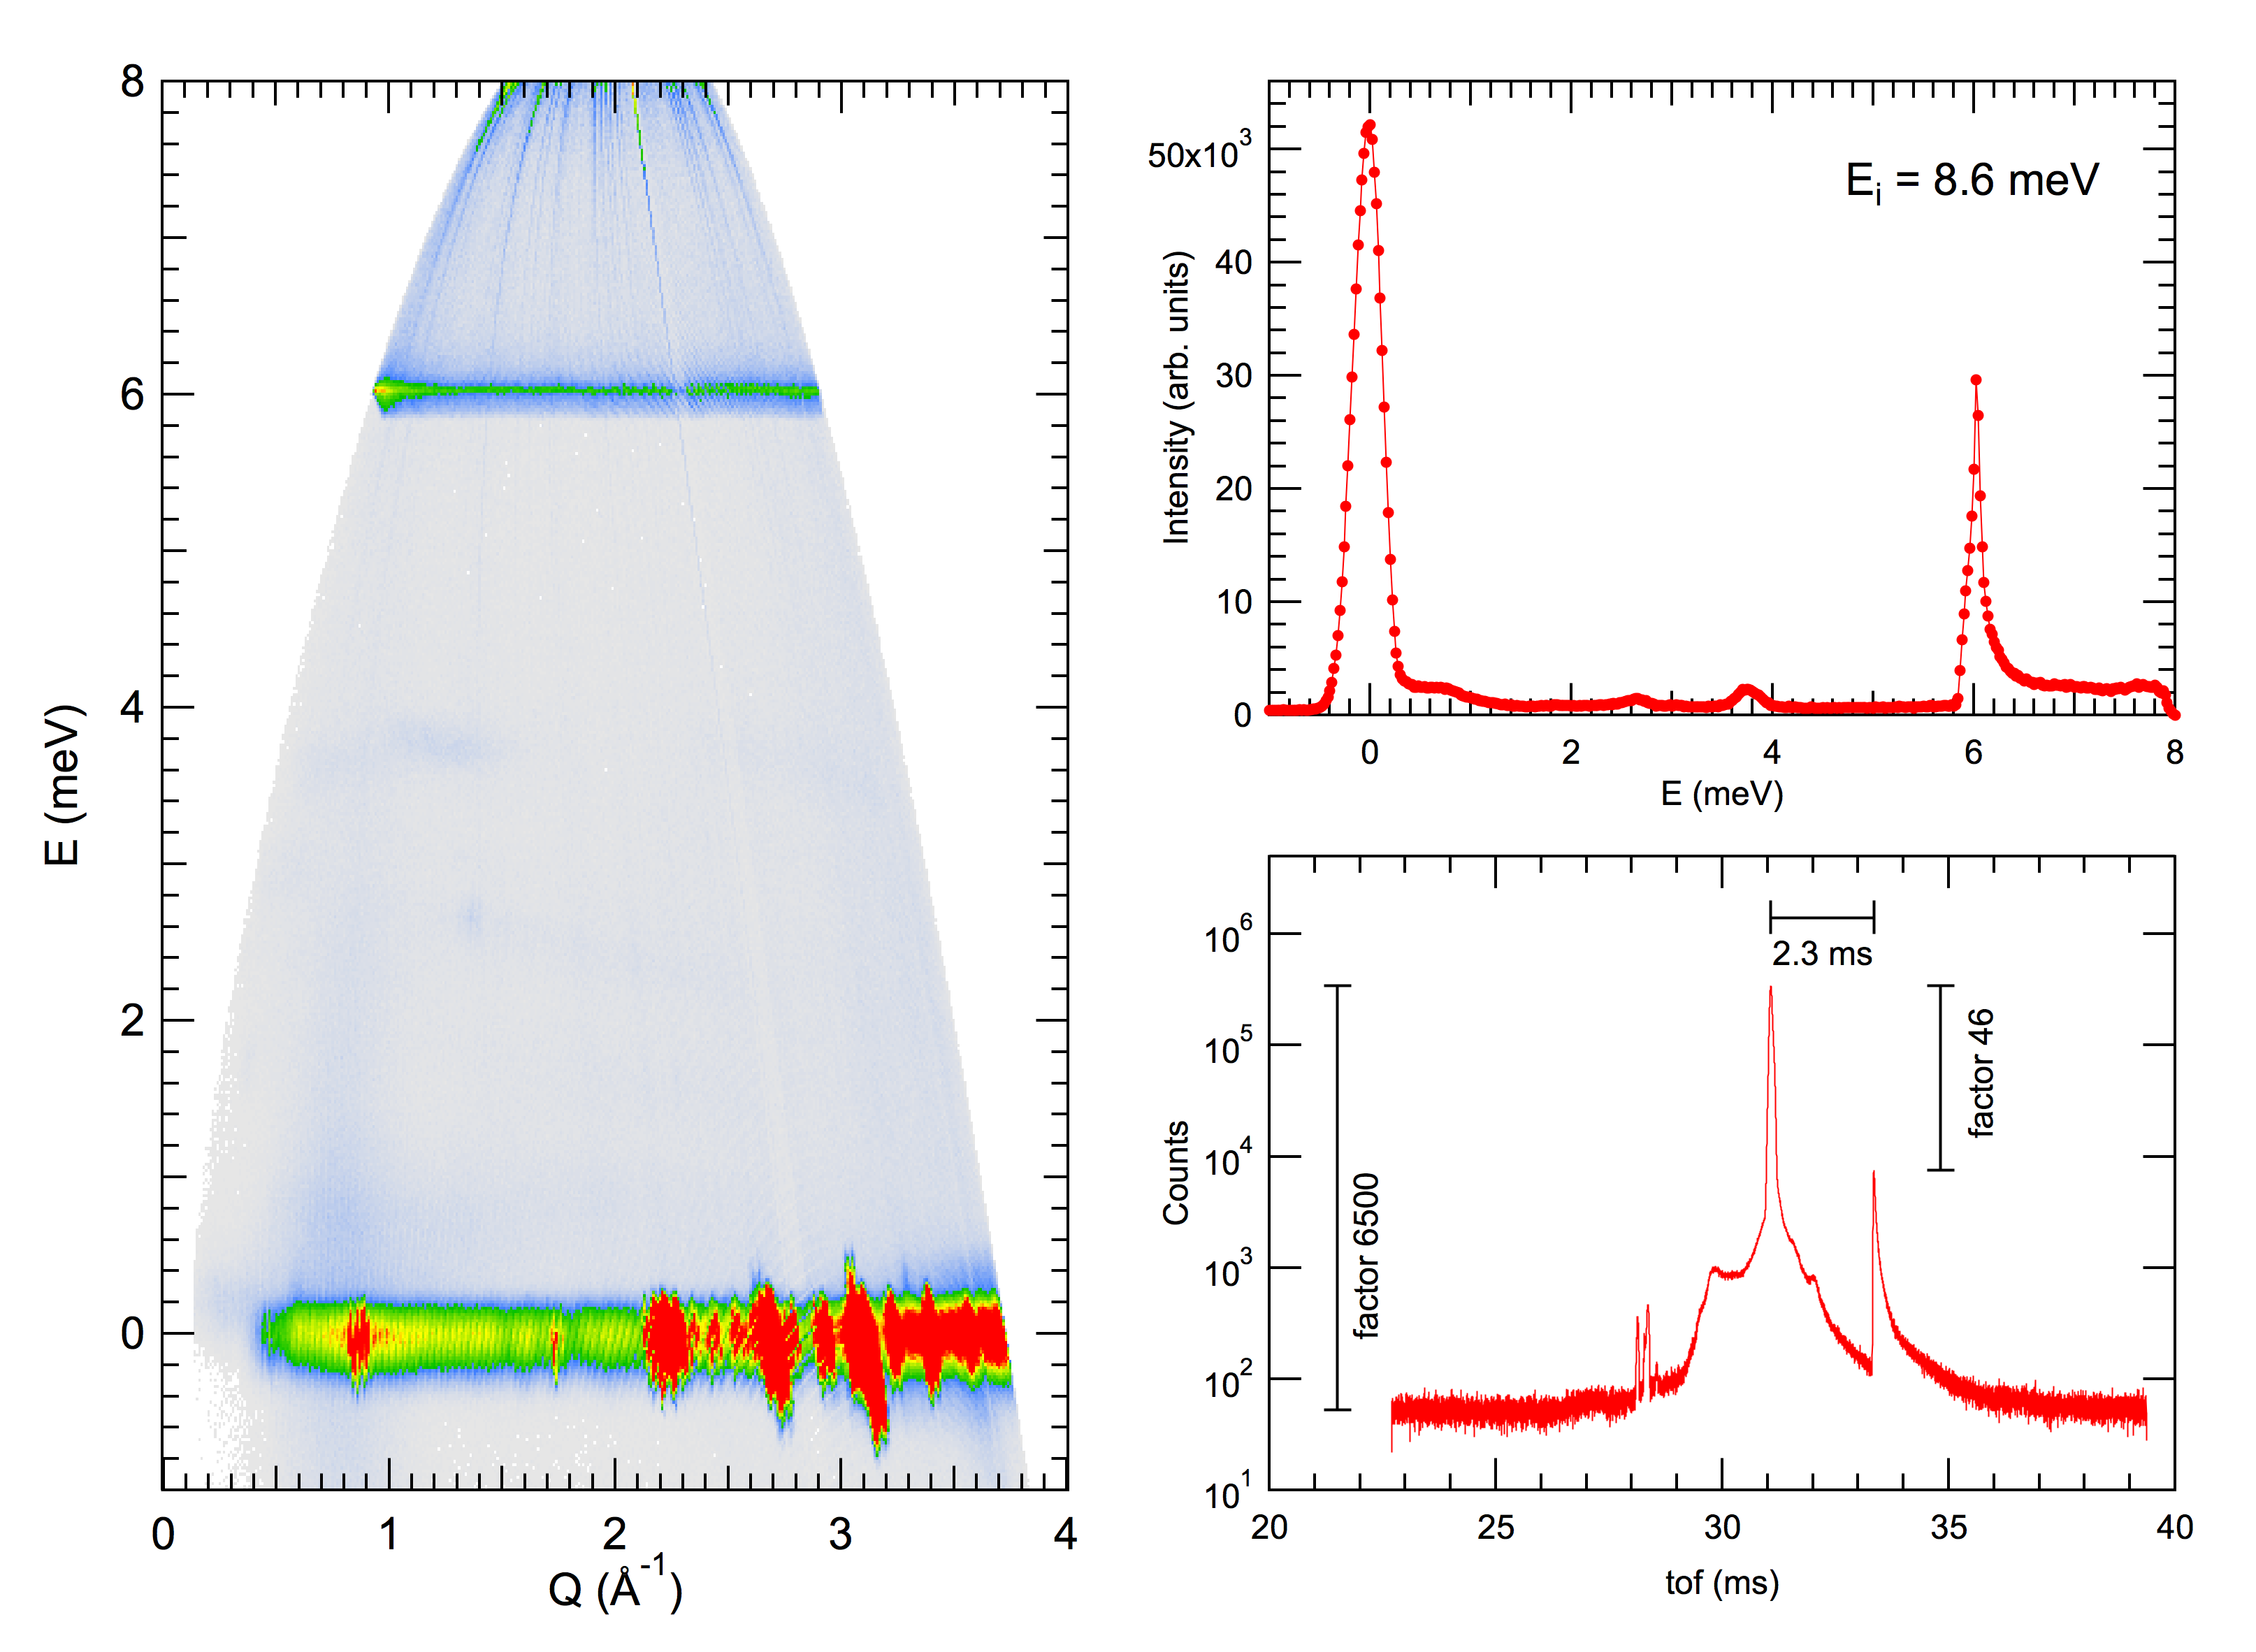 8
6
4
2
0
E (meV)
0 1 2 3 4
Q (Å⁻¹)
Eᵢ = 8.6 meV
50x10³
40
30
20
10
0
Intensity (arb. units)
0 2 4 6 8
E (meV)
2.3 ms
factor 6500
factor 46
10⁶
10⁵
10⁴
10³
10²
10¹
Counts
20 25 30 35 40
tof (ms)